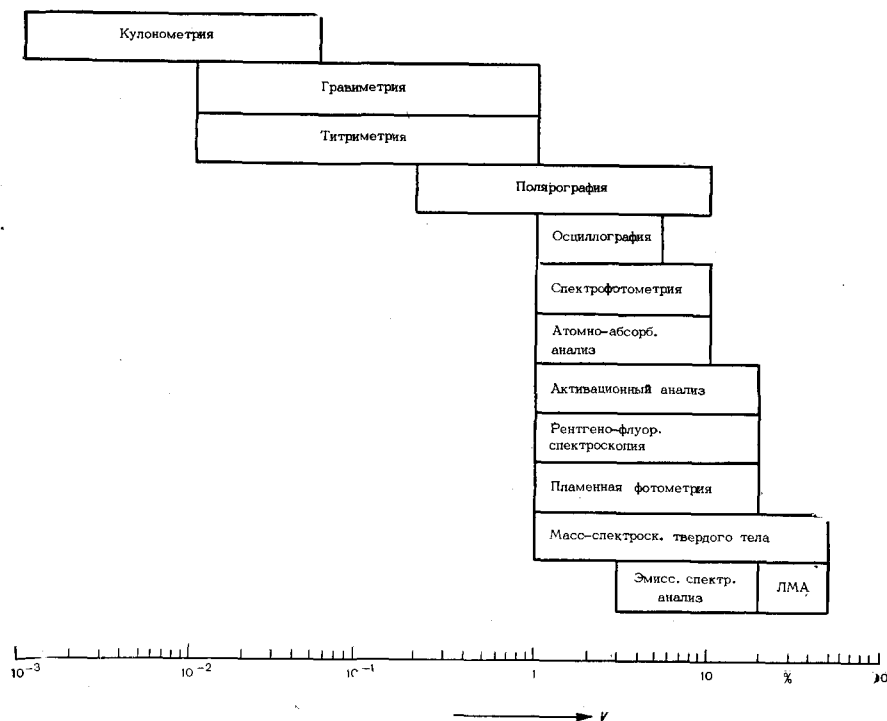 Кулонометрия
Гравиметрия
Титриметрия
Полярография
Осциллография
Спектрофотометрия
Атомно-абсорб.
анализ
Активационный анализ
Рентгено-флуор.
спектроскопия
Пламенная фотометрия
Масс-спектроск. твердого тела
Эмисс. спектр.
анализ
ЛМА
10⁻³ 10⁻² 10⁻¹ 1 10 %
V